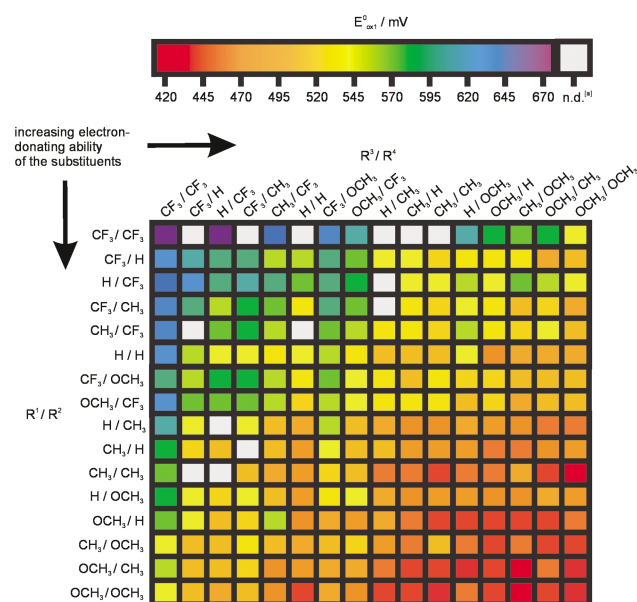 E⁰ox1 / mV
420 445 470 495 520 545 570 595 620 645 670 n.d.[a]
increasing electron-
donating ability
of the substituents
R³ / R⁴
CF₃ / CF₃
CF₃ / H
H / CF₃
CF₃ / CH₃
CH₃ / CF₃
H / H
CF₃ / OCH₃
OCH₃ / CF₃
H / CH₃
CH₃ / H
CH₃ / CH₃
H / OCH₃
OCH₃ / H
CH₃ / OCH₃
OCH₃ / CH₃
OCH₃ / OCH₃
CF₃ / CF₃
CF₃ / H
H / CF₃
CF₃ / CH₃
CH₃ / CF₃
H / H
CF₃ / OCH₃
OCH₃ / CF₃
R¹ / R²
H / CH₃
CH₃ / H
CH₃ / CH₃
H / OCH₃
OCH₃ / H
CH₃ / OCH₃
OCH₃ / CH₃
OCH₃ / OCH₃